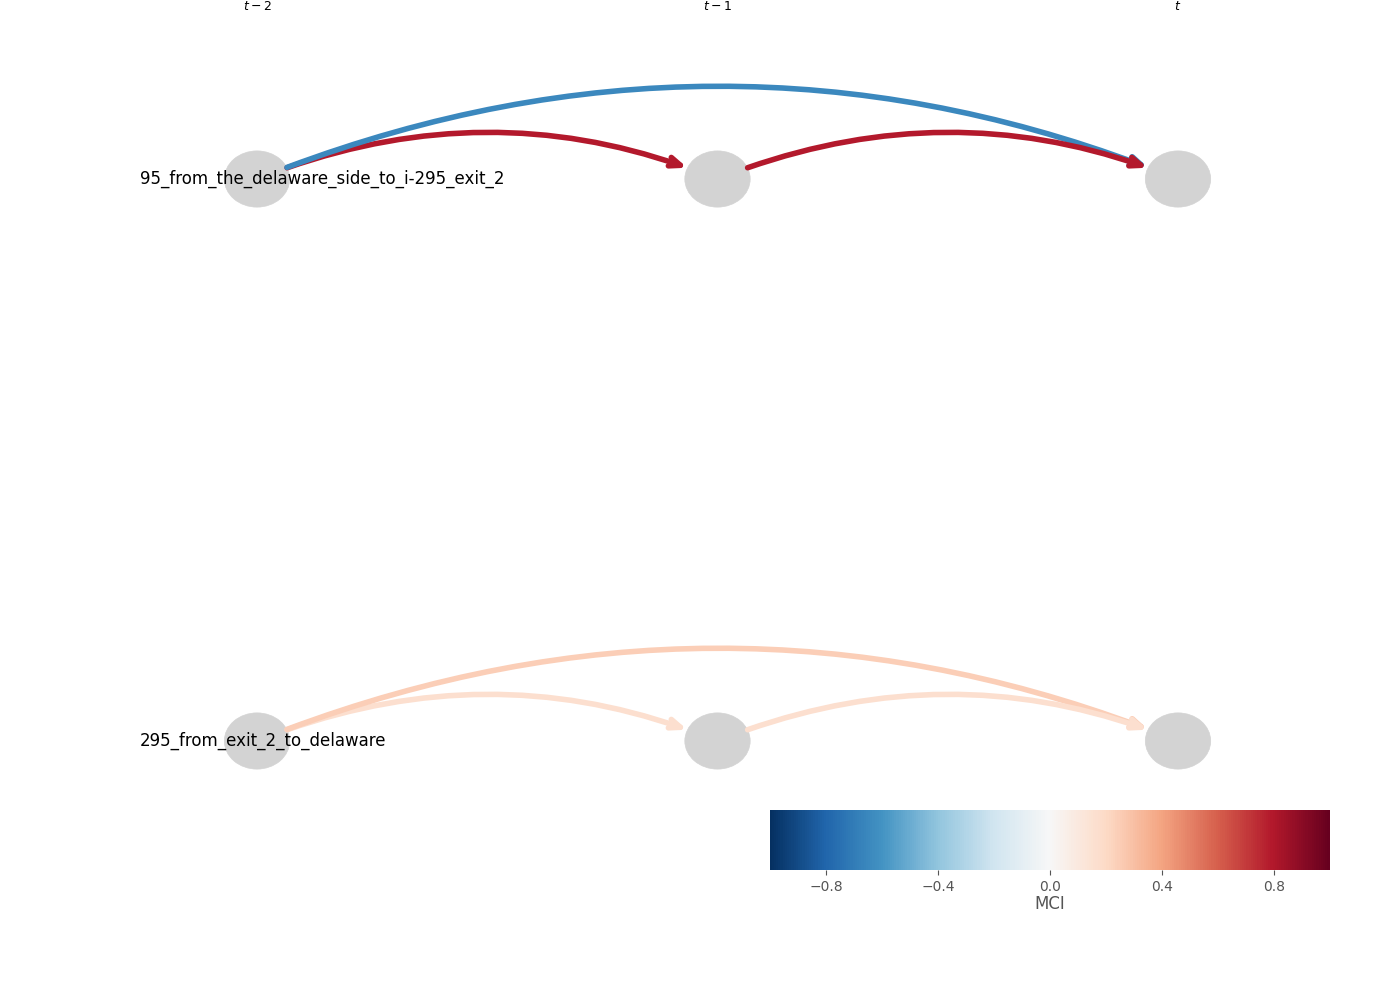 t − 2
t − 1
t
95_from_the_delaware_side_to_i-295_exit_2
295_from_exit_2_to_delaware
−0.8
−0.4
0.0
0.4
0.8
MCI